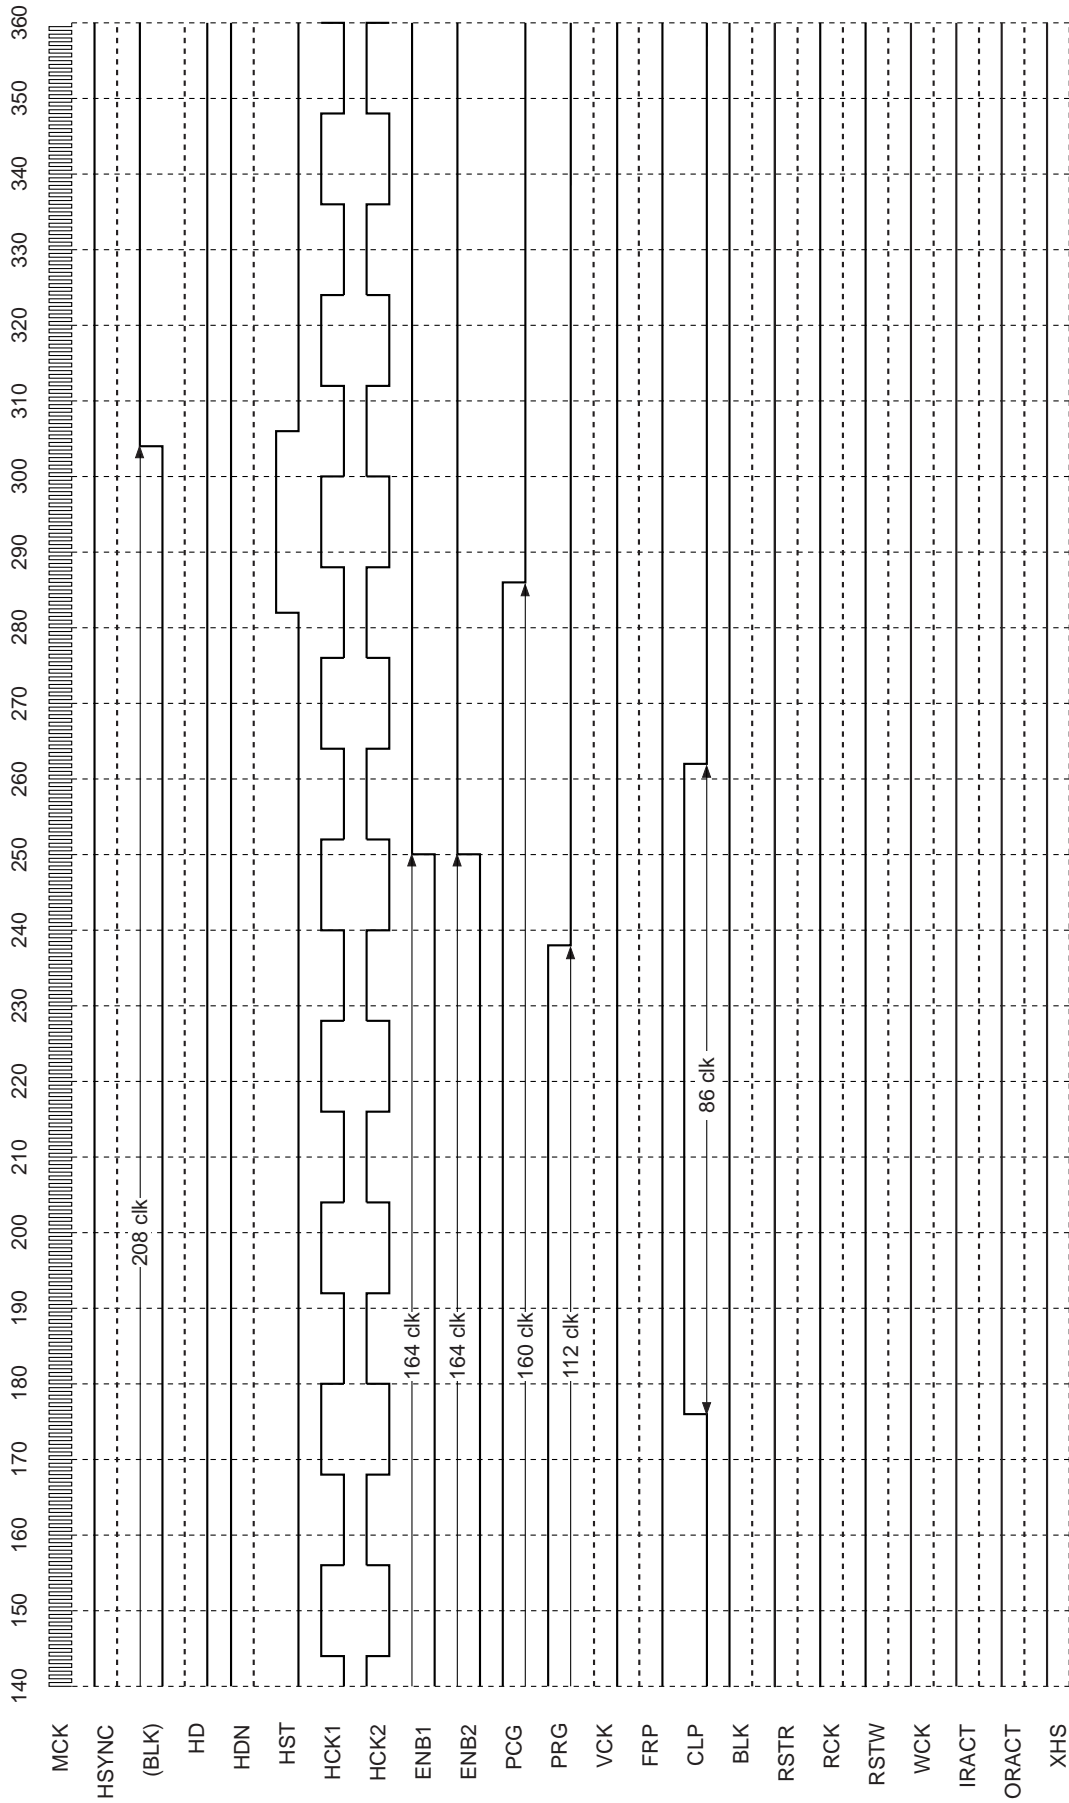 MCK
HSYNC
(BLK)
HD
HDN
HST
HCK1
HCK2
ENB1
ENB2
PCG
PRG
VCK
FRP
CLP
BLK
RSTR
RCK
RSTW
WCK
IRACT
ORACT
XHS
140 150 160 170 180 190 200 210 220 230 240 250 260 270 280 290 300 310 320 330 340 350 360
208 clk
164 clk
164 clk
160 clk
112 clk
86 clk